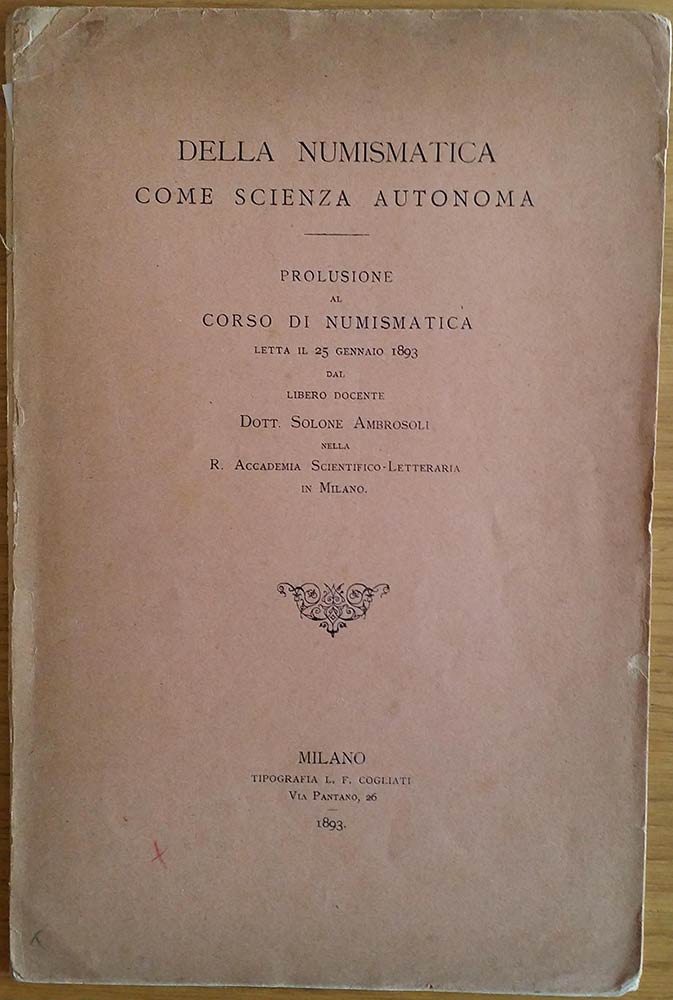 DELLA NUMISMATICA
COME SCIENZA AUTONOMA
PROLUSIONE
AL
CORSO DI NUMISMATICA
LETTA IL 25 GENNAIO 1893
DAL
LIBERO DOCENTE
DOTT. SOLONE AMBROSOLI
NELLA
R. ACCADEMIA SCIENTIFICO-LETTERARIA
IN MILANO.
MILANO
TIPOGRAFIA L. F. COGLIATI
VIA PANTANO, 26
1893.